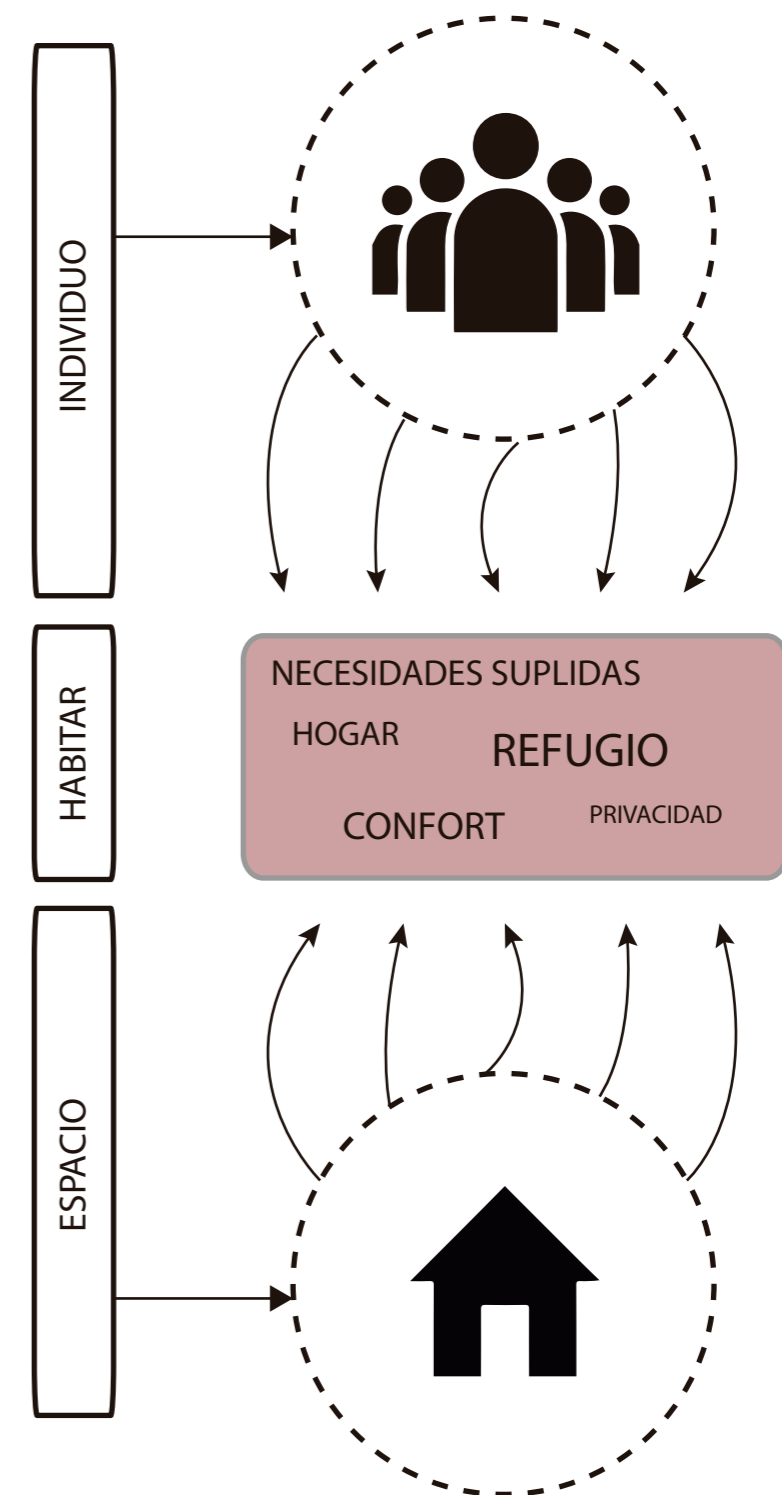 INDIVIDUO
HABITAR
NECESIDADES SUPLIDAS
HOGAR
REFUGIO
CONFORT
PRIVACIDAD
ESPACIO